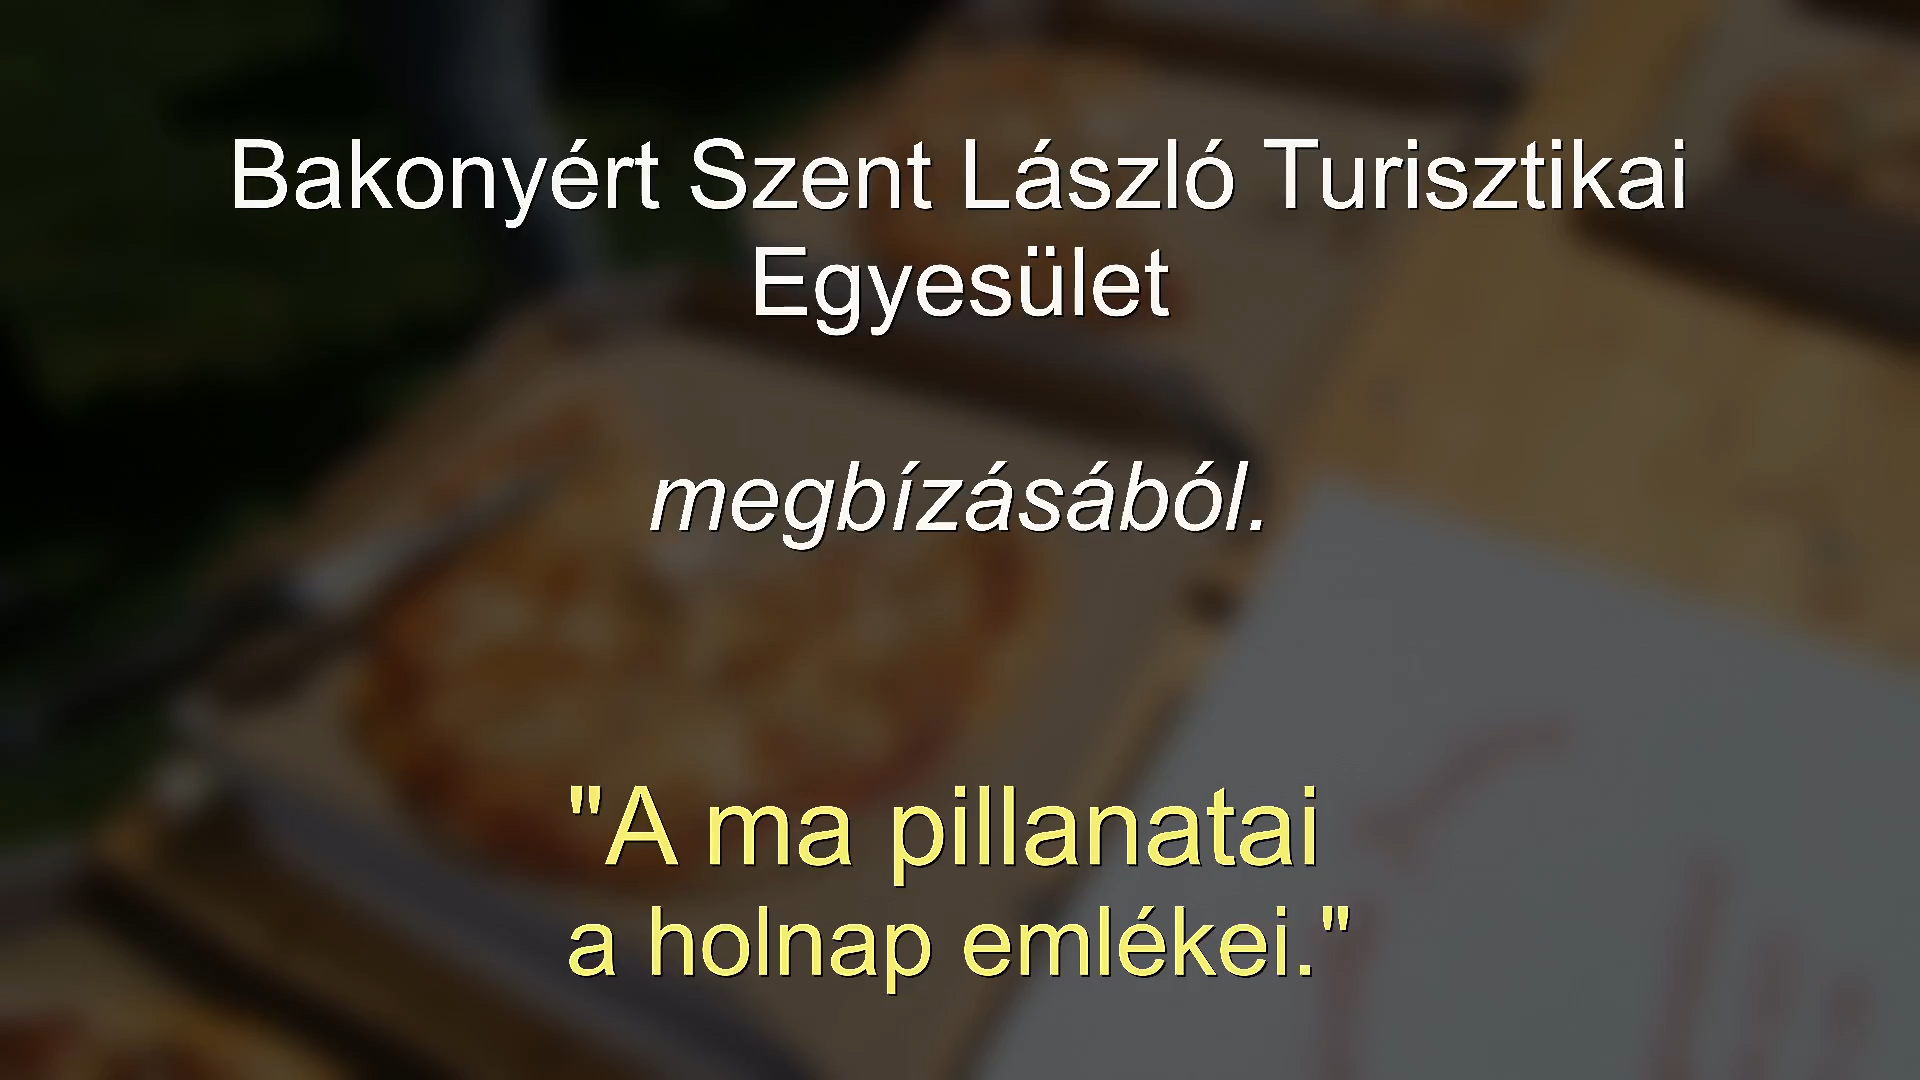 Bakonyért Szent László Turisztikai
Egyesület
megbízásából.
"A ma pillanatai
a holnap emlékei."